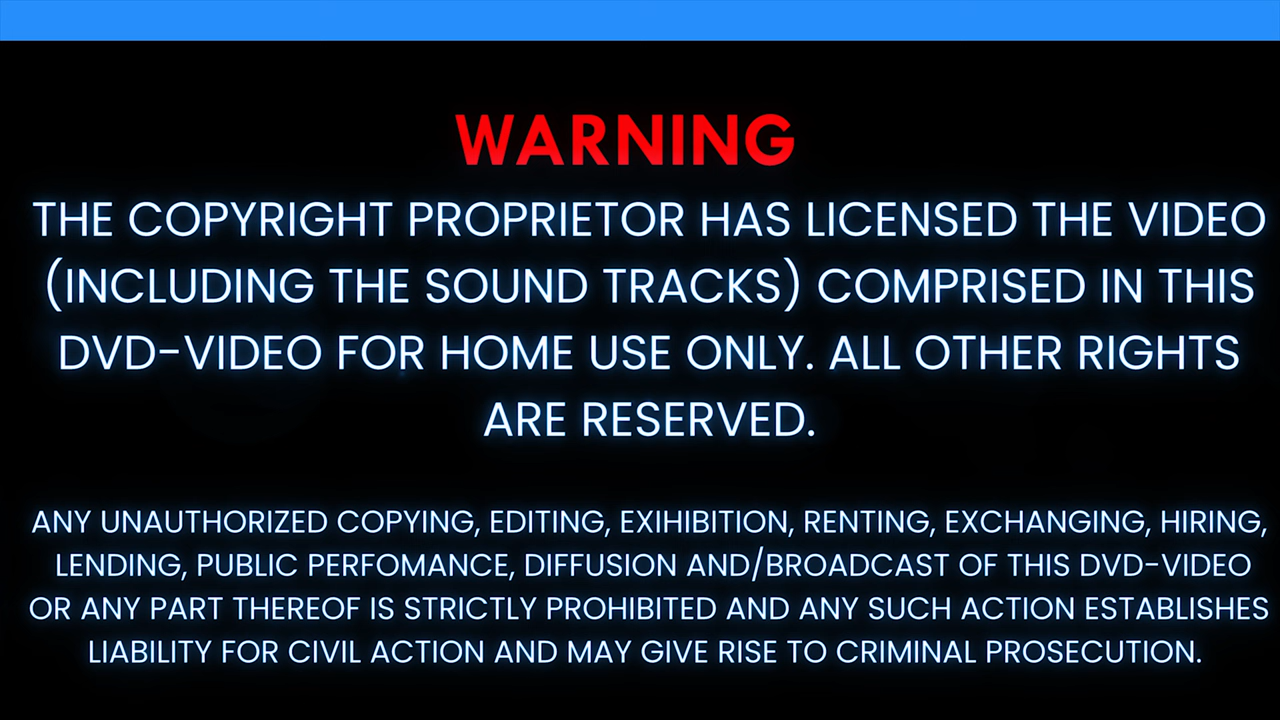 WARNING
THE COPYRIGHT PROPRIETOR HAS LICENSED THE VIDEO
(INCLUDING THE SOUND TRACKS) COMPRISED IN THIS
DVD-VIDEO FOR HOME USE ONLY. ALL OTHER RIGHTS
ARE RESERVED.
ANY UNAUTHORIZED COPYING, EDITING, EXIHIBITION, RENTING, EXCHANGING, HIRING,
LENDING, PUBLIC PERFOMANCE, DIFFUSION AND/BROADCAST OF THIS DVD-VIDEO
OR ANY PART THEREOF IS STRICTLY PROHIBITED AND ANY SUCH ACTION ESTABLISHES
LIABILITY FOR CIVIL ACTION AND MAY GIVE RISE TO CRIMINAL PROSECUTION.